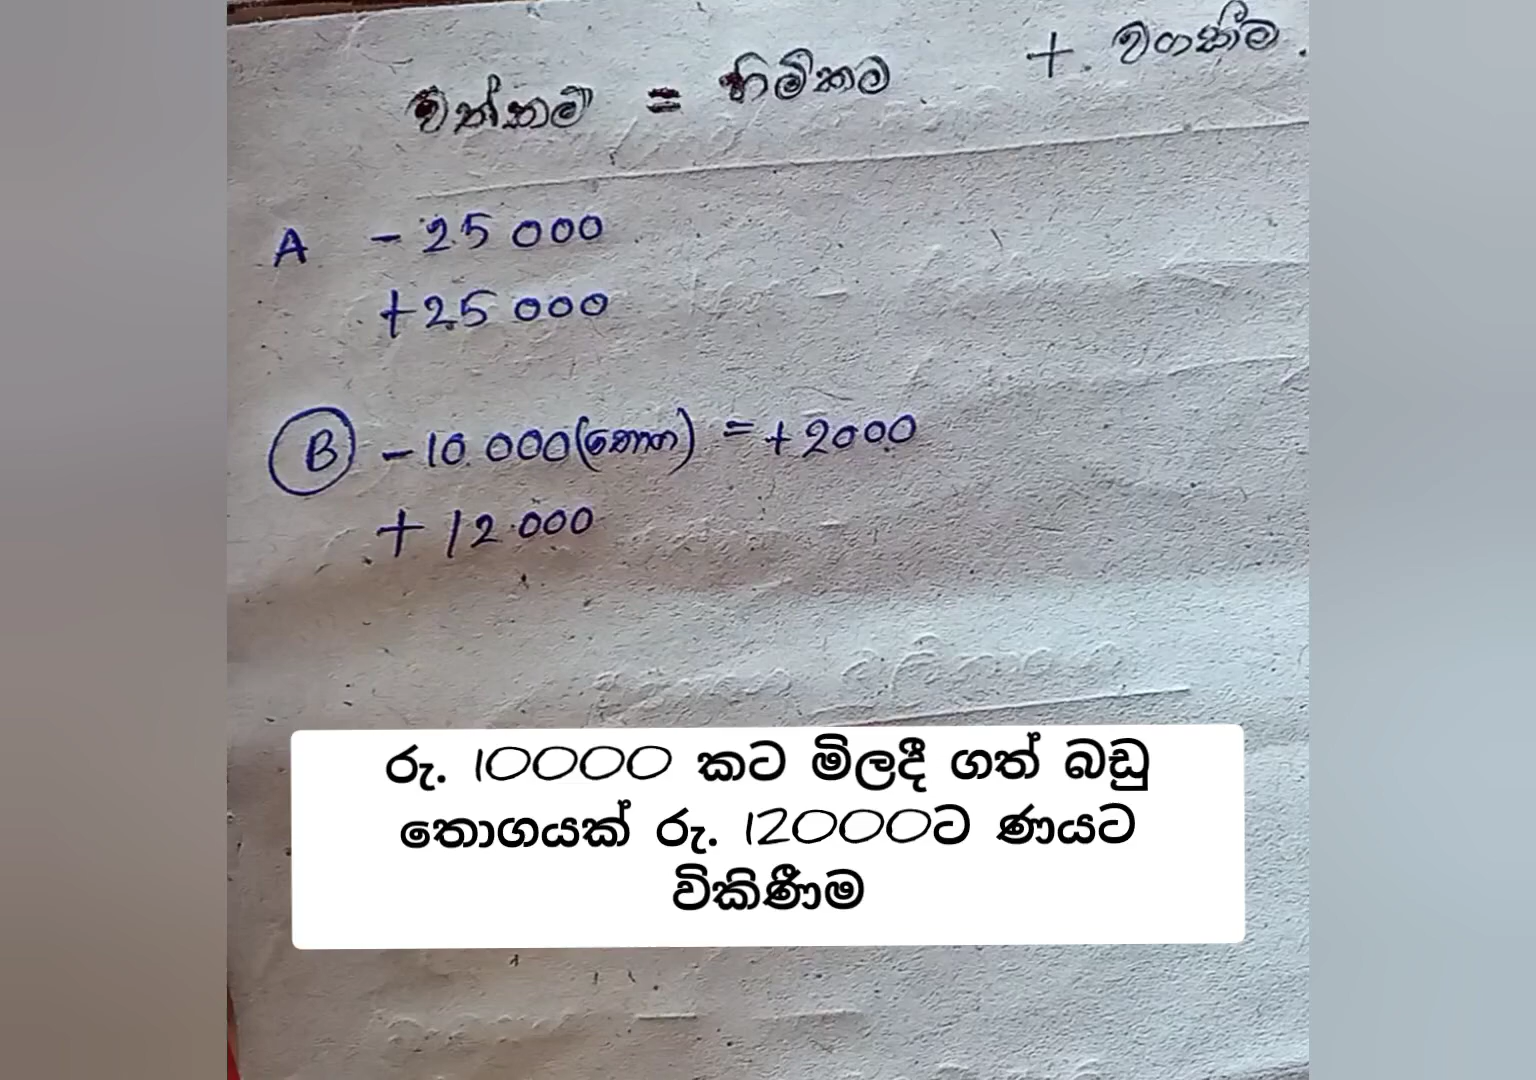 වත්කම් = හිමිකම + වගකීම
A - 25 000
+ 25 000
B - 10 000 (තොග) = + 2000
+ 12 000
රු. 10000 කට මිලදී ගත් බඩු
තොගයක් රු. 12000ට ණයට
විකිණීම